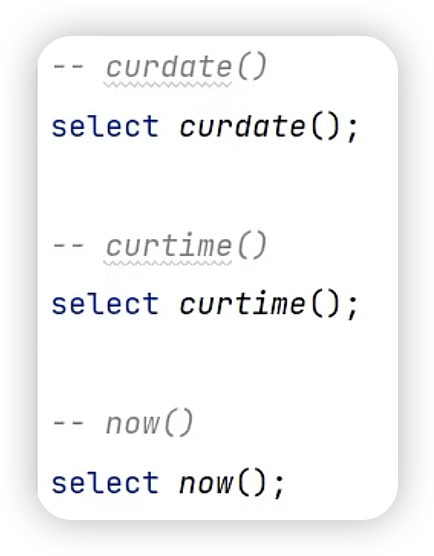 -- curdate()
select curdate();
-- curtime()
select curtime();
-- now()
select now();